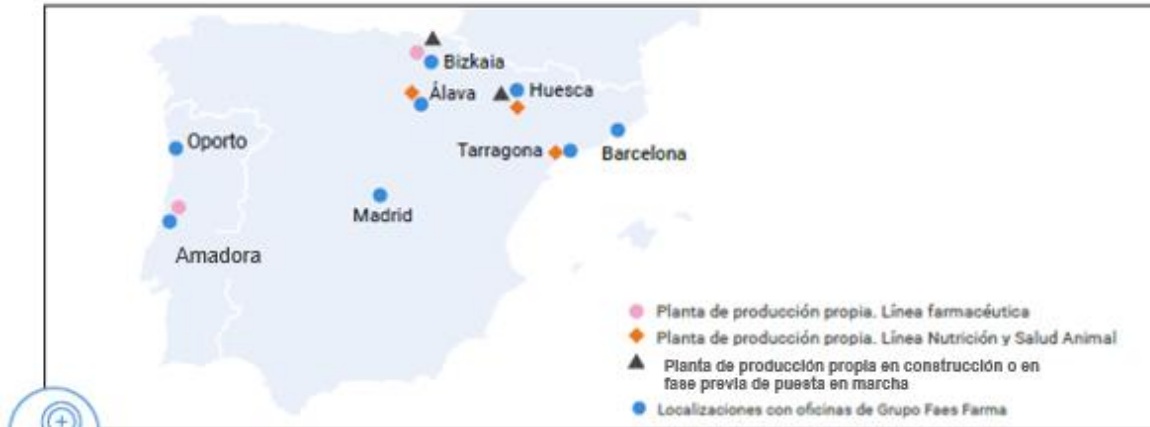 Bizkaia
Álava
Huesca
Oporto
Tarragona
Barcelona
Madrid
Amadora
Planta de producción propia. Línea farmacéutica
Planta de producción propia. Línea Nutrición y Salud Animal
Planta de producción propia en construcción o en
fase previa de puesta en marcha
Localizaciones con oficinas de Grupo Faes Farma